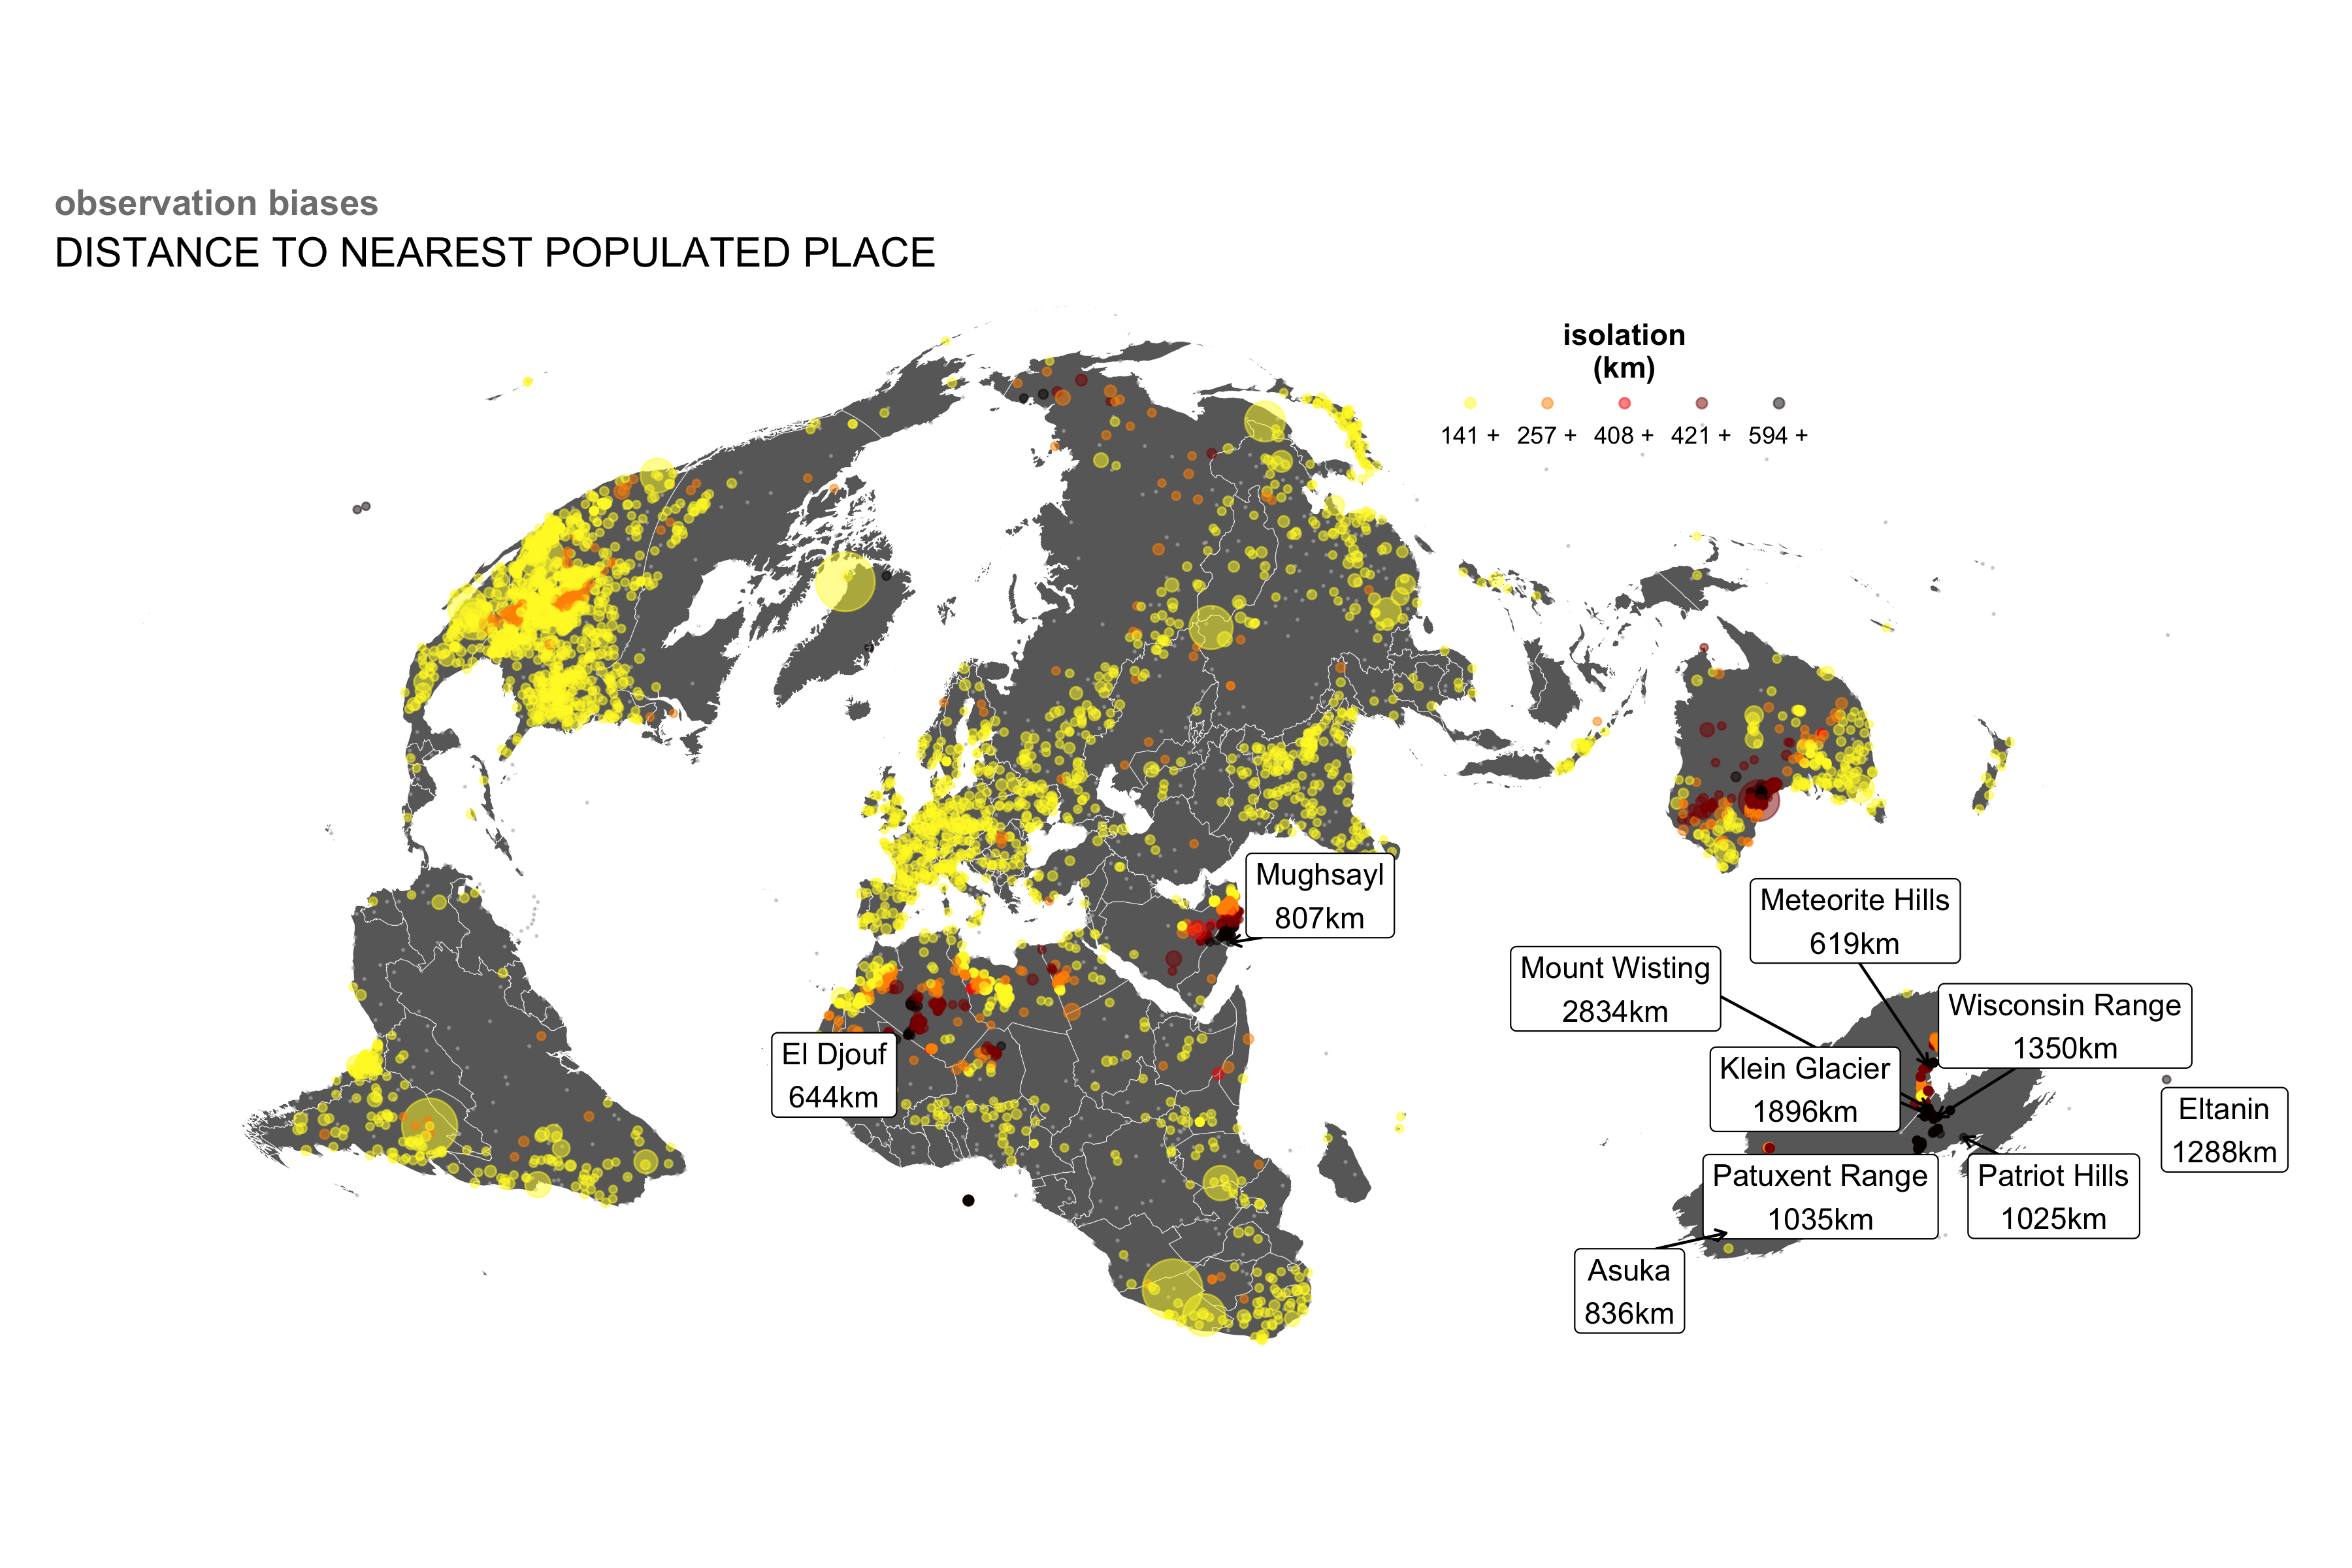 observation biases
DISTANCE TO NEAREST POPULATED PLACE
isolation
(km)
141 + 257 + 408 + 421 + 594 +
Mughsayl
807km
Meteorite Hills
619km
Mount Wisting
2834km
Wisconsin Range
1350km
El Djouf
644km
Klein Glacier
1896km
Eltanin
1288km
Patuxent Range
1035km
Patriot Hills
1025km
Asuka
836km